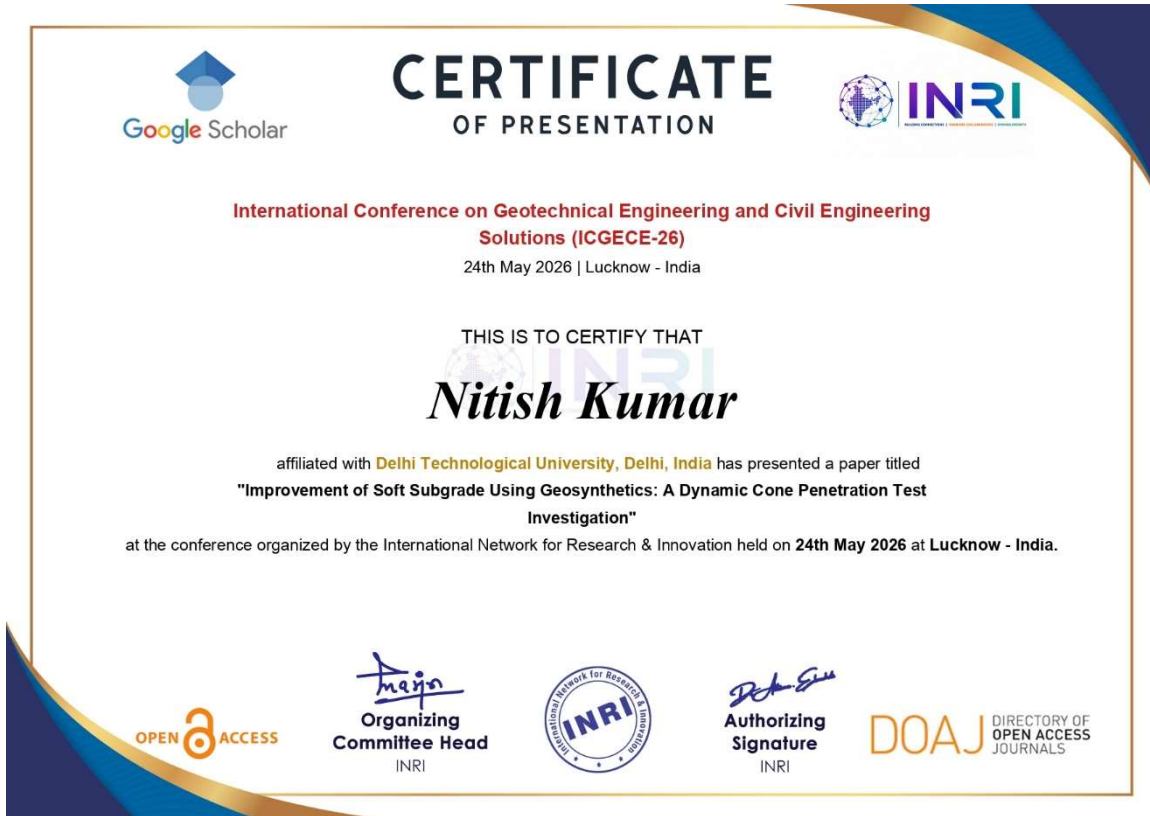 Google Scholar
CERTIFICATE
OF PRESENTATION
INRI
International Conference on Geotechnical Engineering and Civil Engineering
Solutions (ICGECE-26)
24th May 2026 | Lucknow - India
THIS IS TO CERTIFY THAT
INRI
Nitish Kumar
affiliated with Delhi Technological University, Delhi, India has presented a paper titled
"Improvement of Soft Subgrade Using Geosynthetics: A Dynamic Cone Penetration Test
Investigation"
at the conference organized by the International Network for Research & Innovation held on 24th May 2026 at Lucknow - India.
OPEN ACCESS
Organizing
Committee Head
INRI
International Network for Research & Innovation
INRI
Authorizing
Signature
INRI
DOAJ
DIRECTORY OF
OPEN ACCESS
JOURNALS